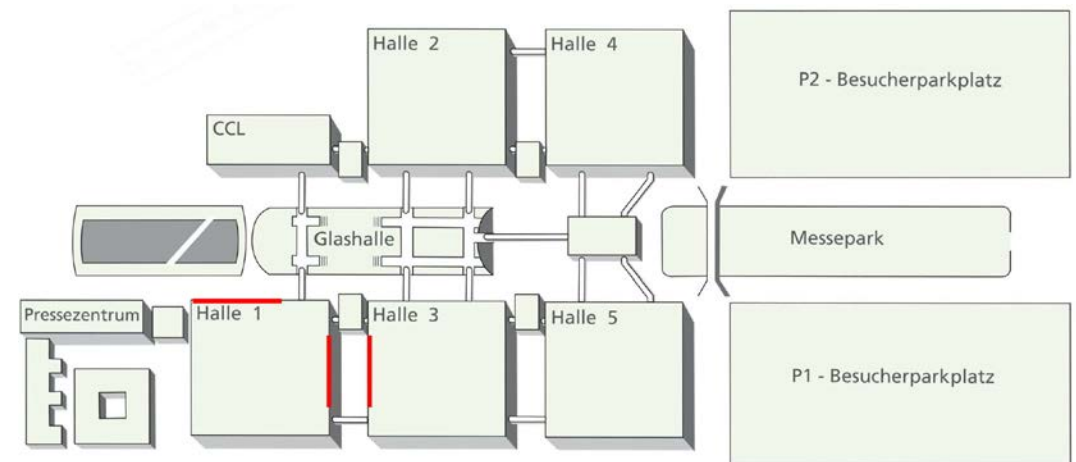 Halle 2
Halle 4
P2 - Besucherparkplatz
CCL
Glashalle
Messepark
Pressezentrum
Halle 1
Halle 3
Halle 5
P1 - Besucherparkplatz